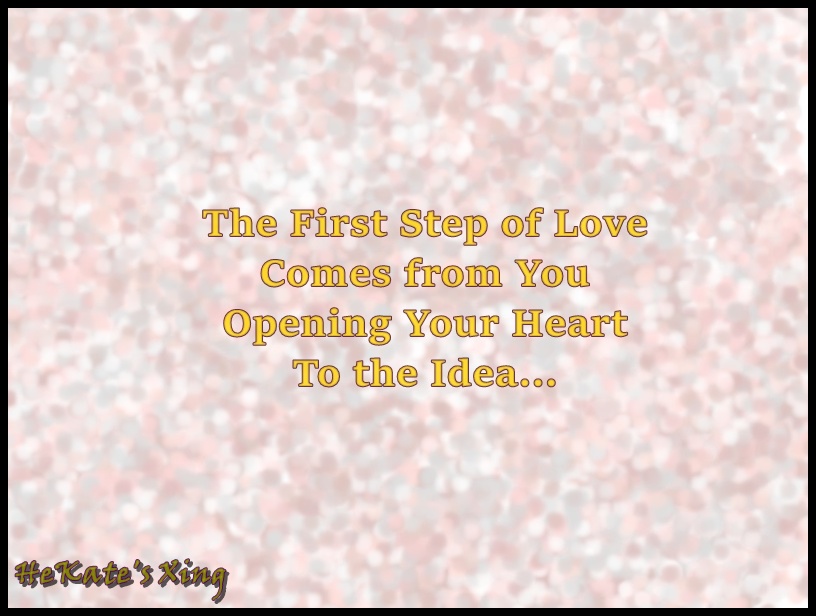 The First Step of Love
Comes from You
Opening Your Heart
To the Idea...
HeKate's Xing